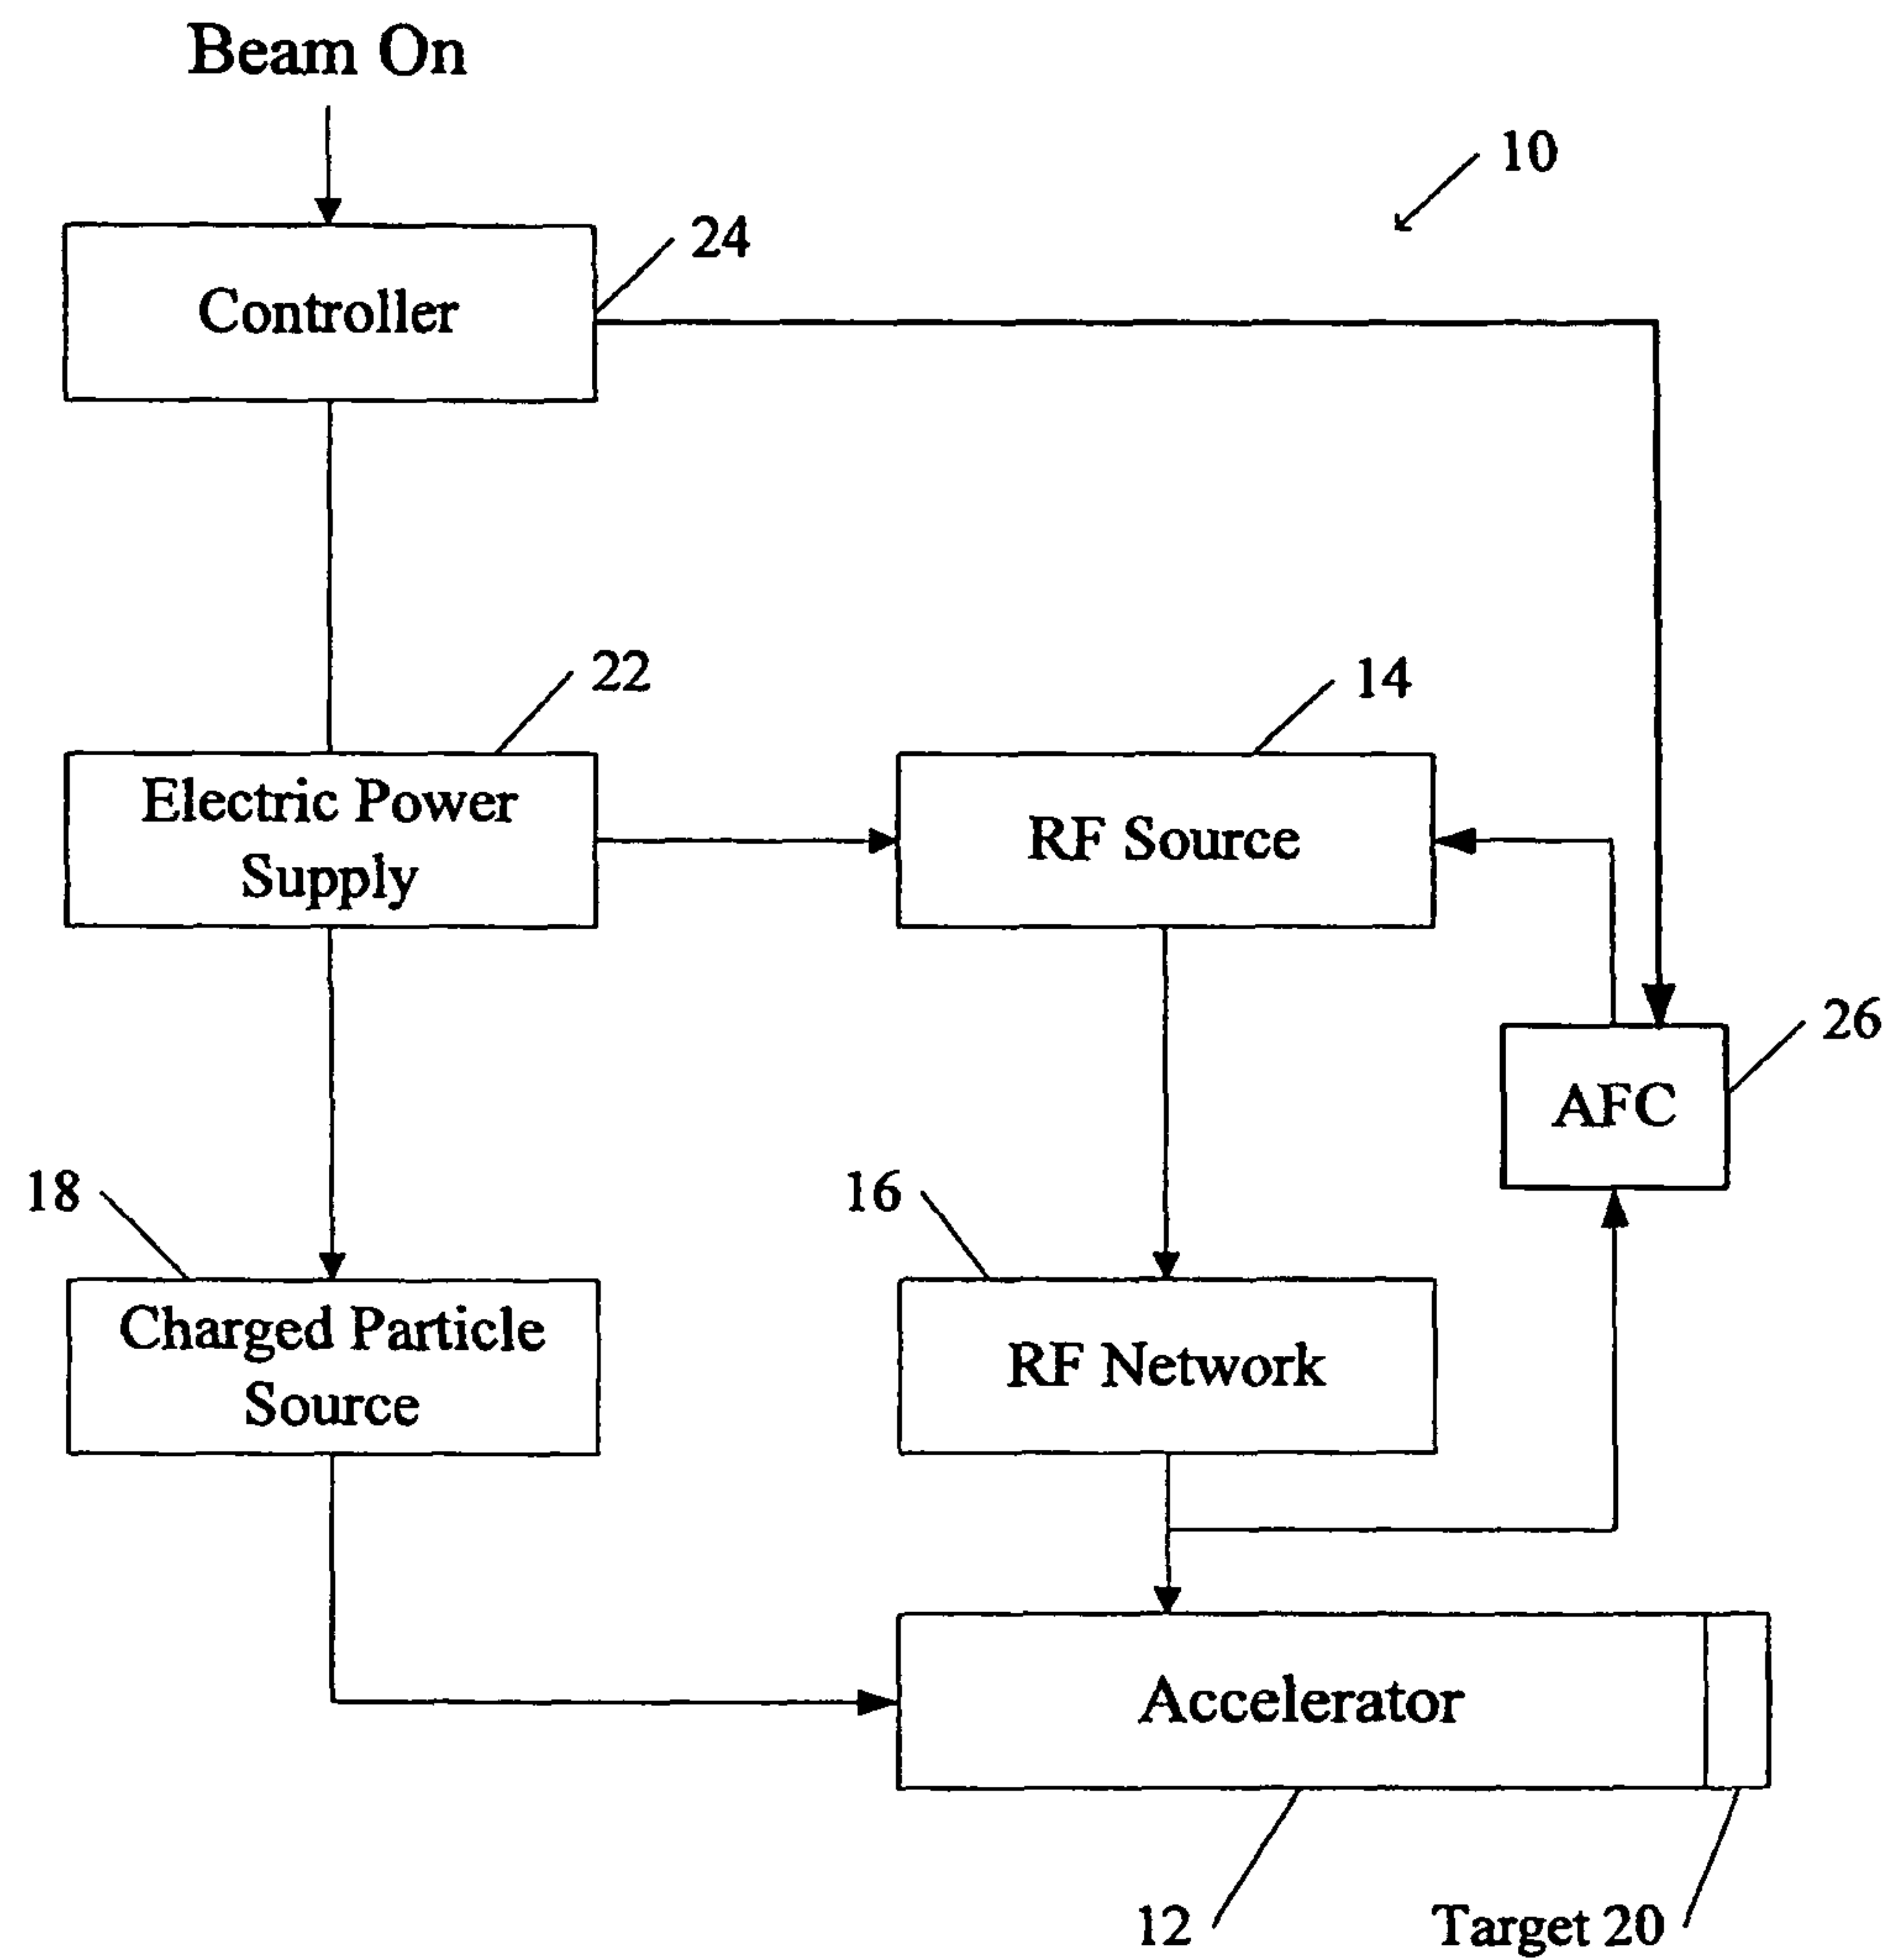 Beam On
10
24
Controller
22
14
Electric Power
Supply
RF Source
26
AFC
18
16
Charged Particle
Source
RF Network
Accelerator
12
Target 20